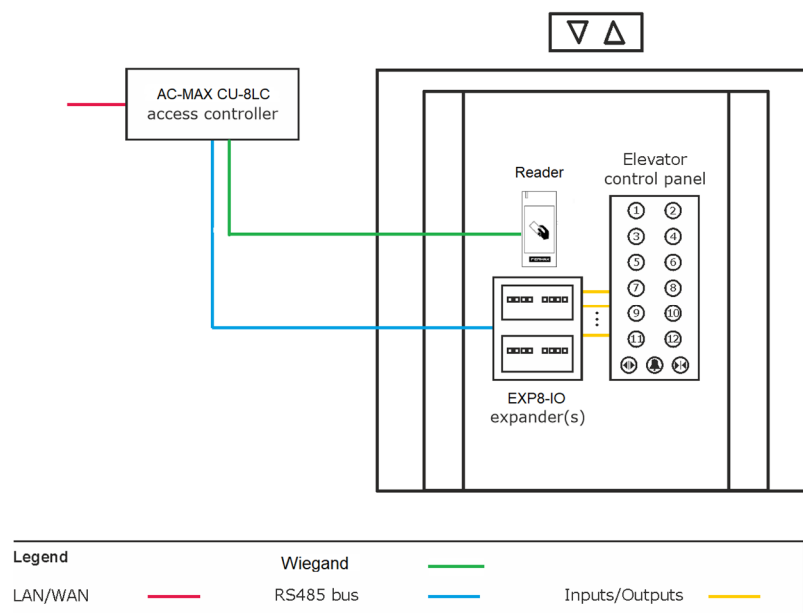 AC-MAX CU-8LC
access controller
Reader
Elevator
control panel
1 2
3 4
5 6
7 8
9 10
11 12
EXP8-IO
expander(s)
Legend
Wiegand
LAN/WAN
RS485 bus
Inputs/Outputs